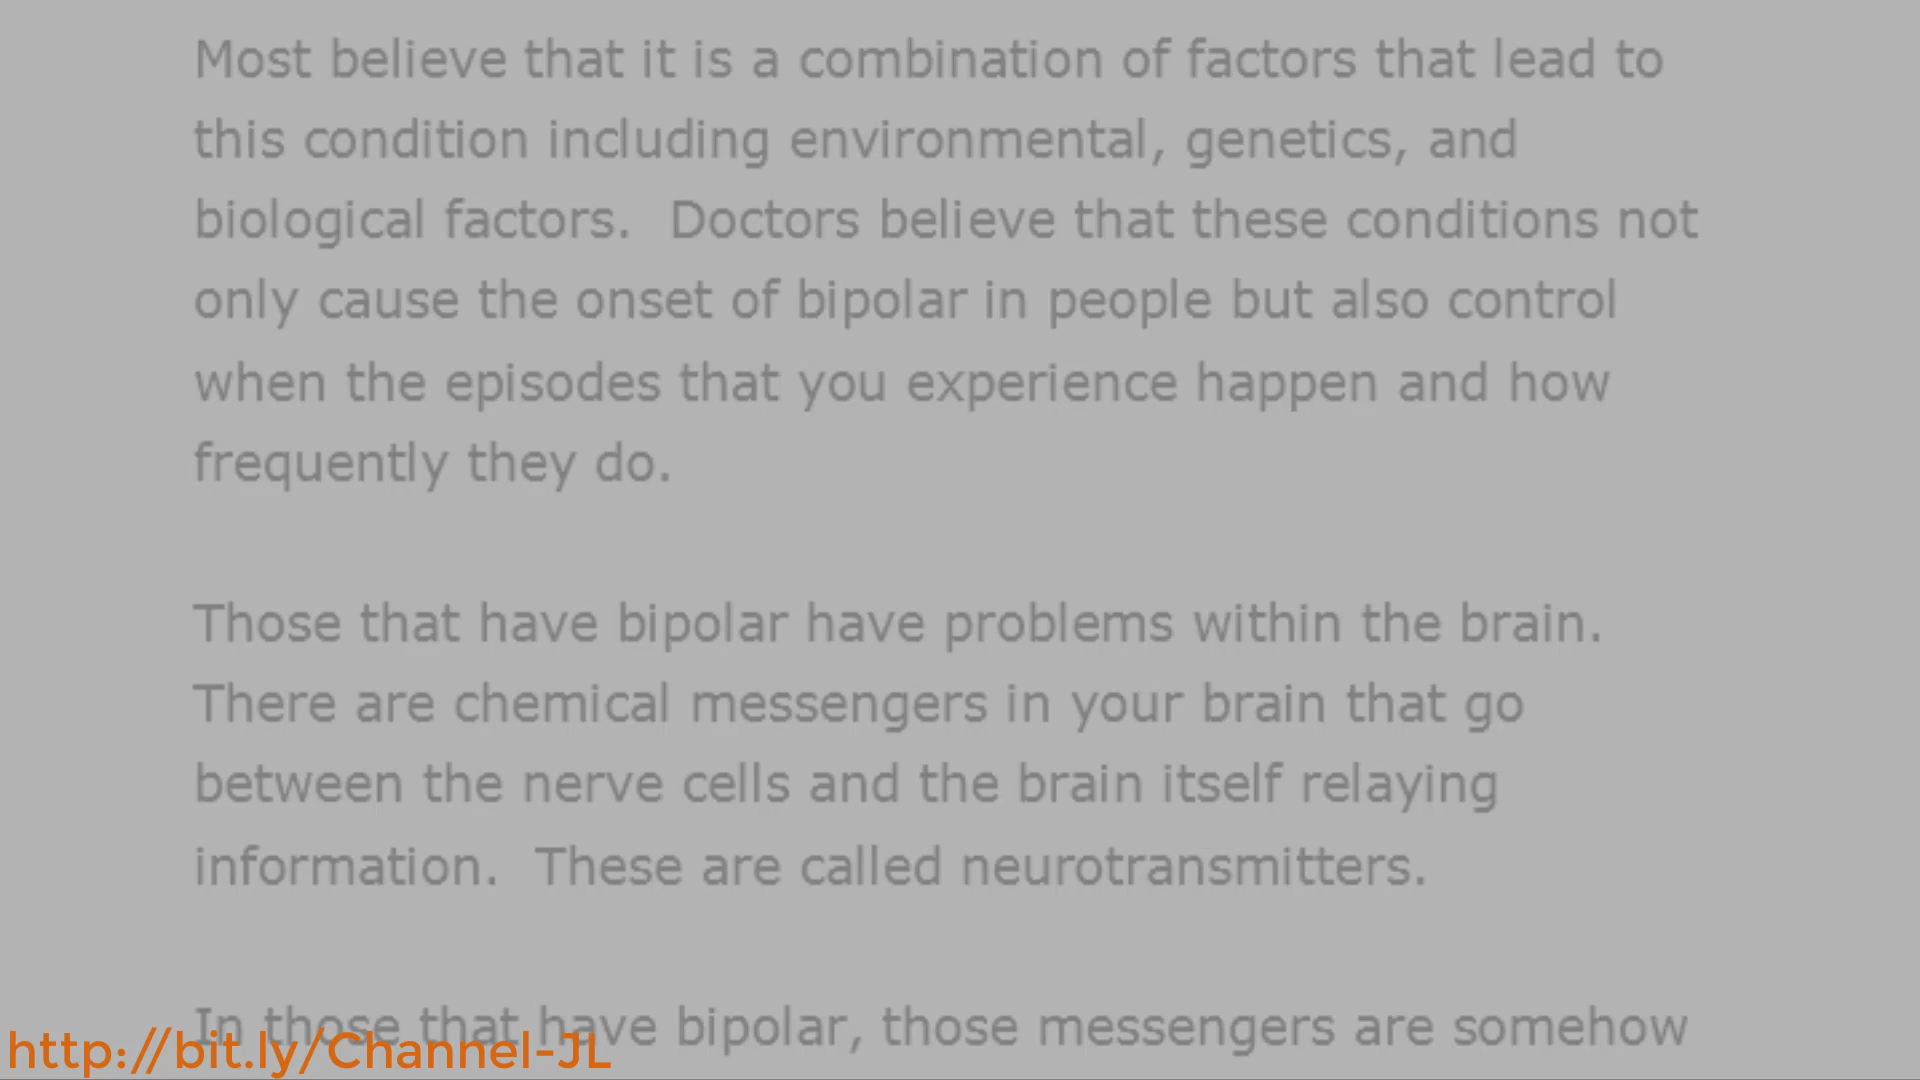 Most believe that it is a combination of factors that lead to
this condition including environmental, genetics, and
biological factors.  Doctors believe that these conditions not
only cause the onset of bipolar in people but also control
when the episodes that you experience happen and how
frequently they do.
Those that have bipolar have problems within the brain.
There are chemical messengers in your brain that go
between the nerve cells and the brain itself relaying
information.  These are called neurotransmitters.
In those that have bipolar, those messengers are somehow
http://bit.ly/Channel-JL